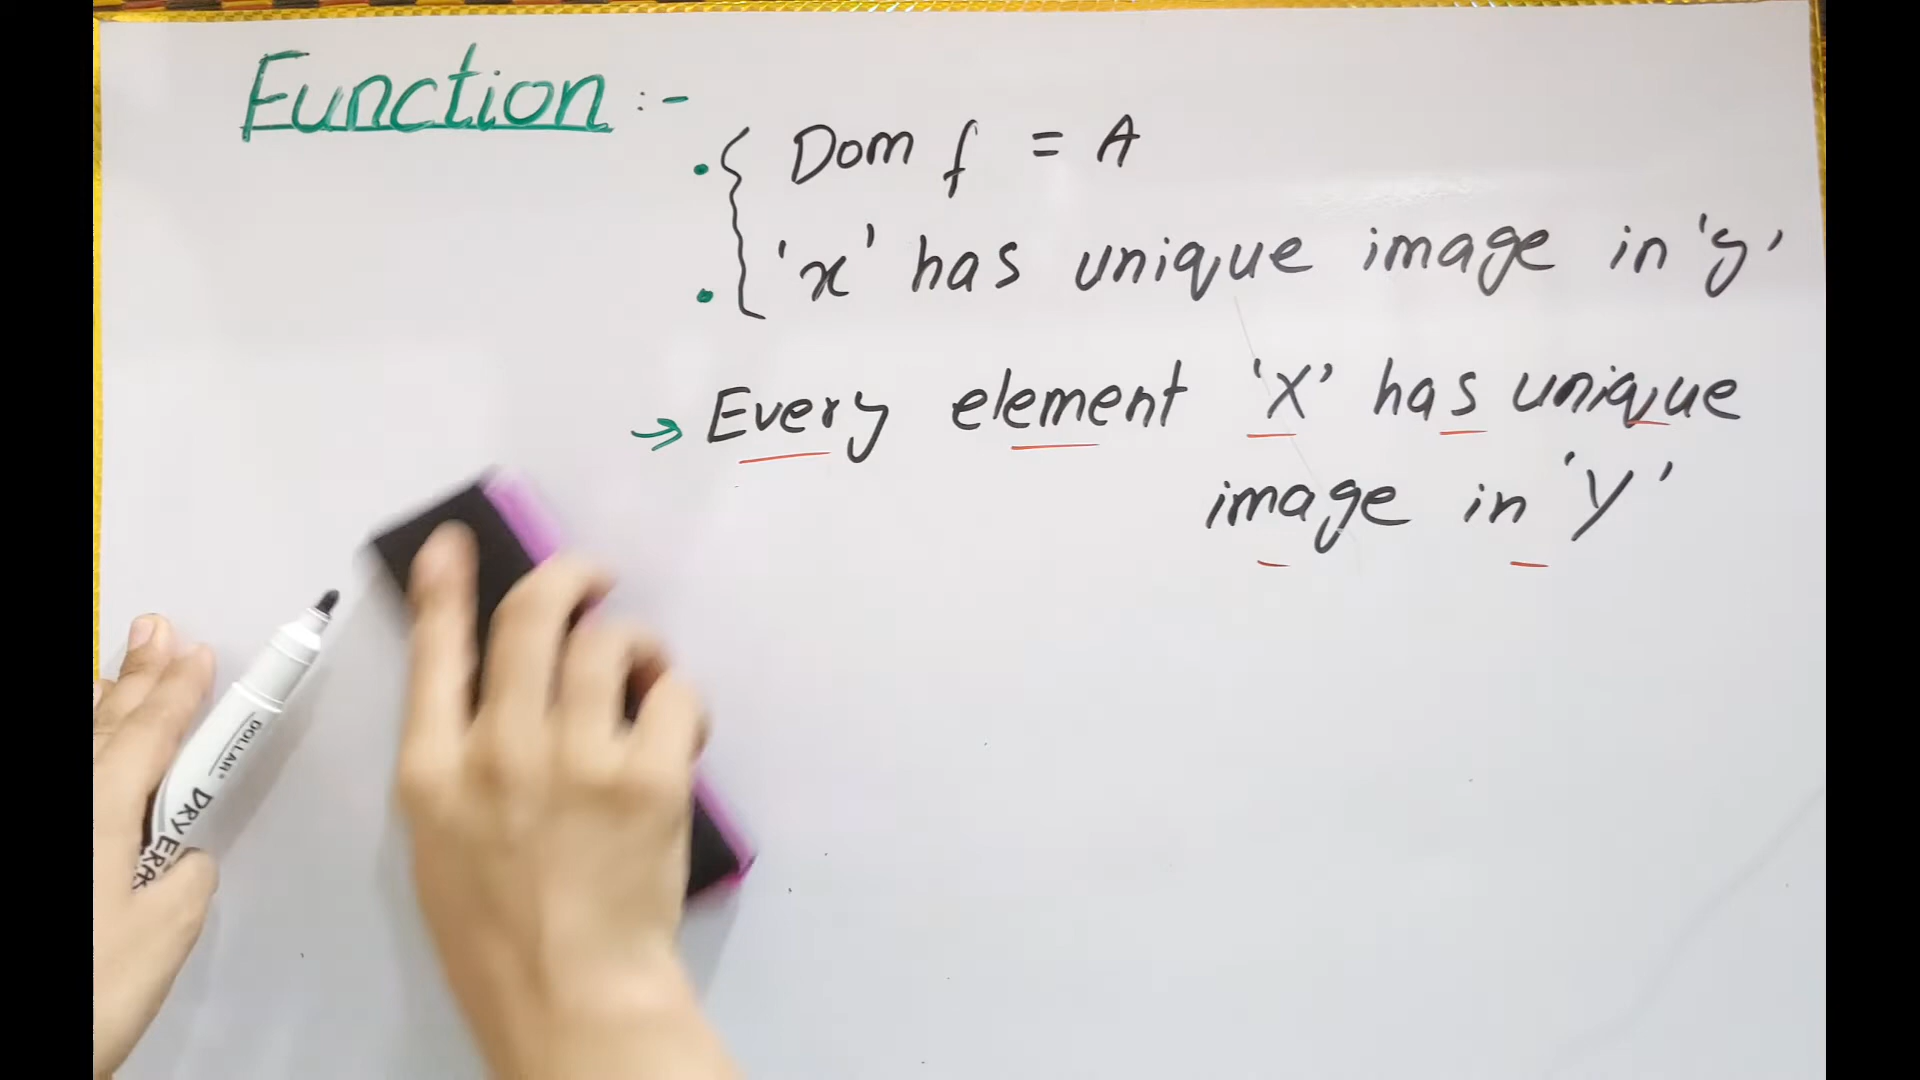 Function :-
Dom f = A
'x' has unique image in 'y'
→ Every element 'X' has unique
image in 'Y'
DOLLAR®
DRY ERA